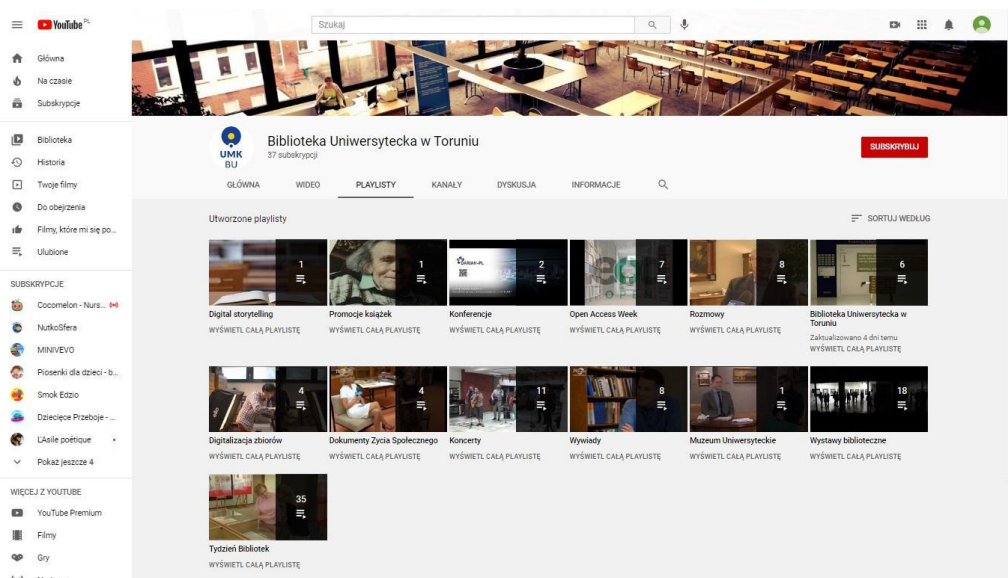 YouTube PL
Szukaj
Główna
Na czasie
Subskrypcje
Biblioteka
Historia
Twoje filmy
Do obejrzenia
Filmy, które mi się po...
Ulubione
SUBSKRYPCJE
Cocomelon - Nurs...
NutkoSfera
MINIVEVO
Piosenki dla dzieci - b...
Smok Edzio
Dziecięce Przeboje - ...
L'Asile poétique
Pokaż jeszcze 4
WIĘCEJ Z YOUTUBE
YouTube Premium
Filmy
Gry
UMK
BU
Biblioteka Uniwersytecka w Toruniu
37 subskrypcji
SUBSKRYBUJ
GŁÓWNA WIDEO PLAYLISTY KANAŁY DYSKUSJA INFORMACJE
Utworzone playlisty
SORTUJ WEDŁUG
1
Digital storytelling
WYŚWIETL CAŁĄ PLAYLISTĘ
1
Promocje książek
WYŚWIETL CAŁĄ PLAYLISTĘ
DARIAH-PL
2
Konferencje
WYŚWIETL CAŁĄ PLAYLISTĘ
OPEN
7
Open Access Week
WYŚWIETL CAŁĄ PLAYLISTĘ
8
Rozmowy
WYŚWIETL CAŁĄ PLAYLISTĘ
6
Biblioteka Uniwersytecka w
Toruniu
Zaktualizowano 4 dni temu
WYŚWIETL CAŁĄ PLAYLISTĘ
4
Digitalizacja zbiorów
WYŚWIETL CAŁĄ PLAYLISTĘ
4
Dokumenty Życia Społecznego
WYŚWIETL CAŁĄ PLAYLISTĘ
11
Koncerty
WYŚWIETL CAŁĄ PLAYLISTĘ
8
Wywiady
WYŚWIETL CAŁĄ PLAYLISTĘ
1
Muzeum Uniwersyteckie
WYŚWIETL CAŁĄ PLAYLISTĘ
18
Wystawy biblioteczne
WYŚWIETL CAŁĄ PLAYLISTĘ
35
Tydzień Bibliotek
WYŚWIETL CAŁĄ PLAYLISTĘ